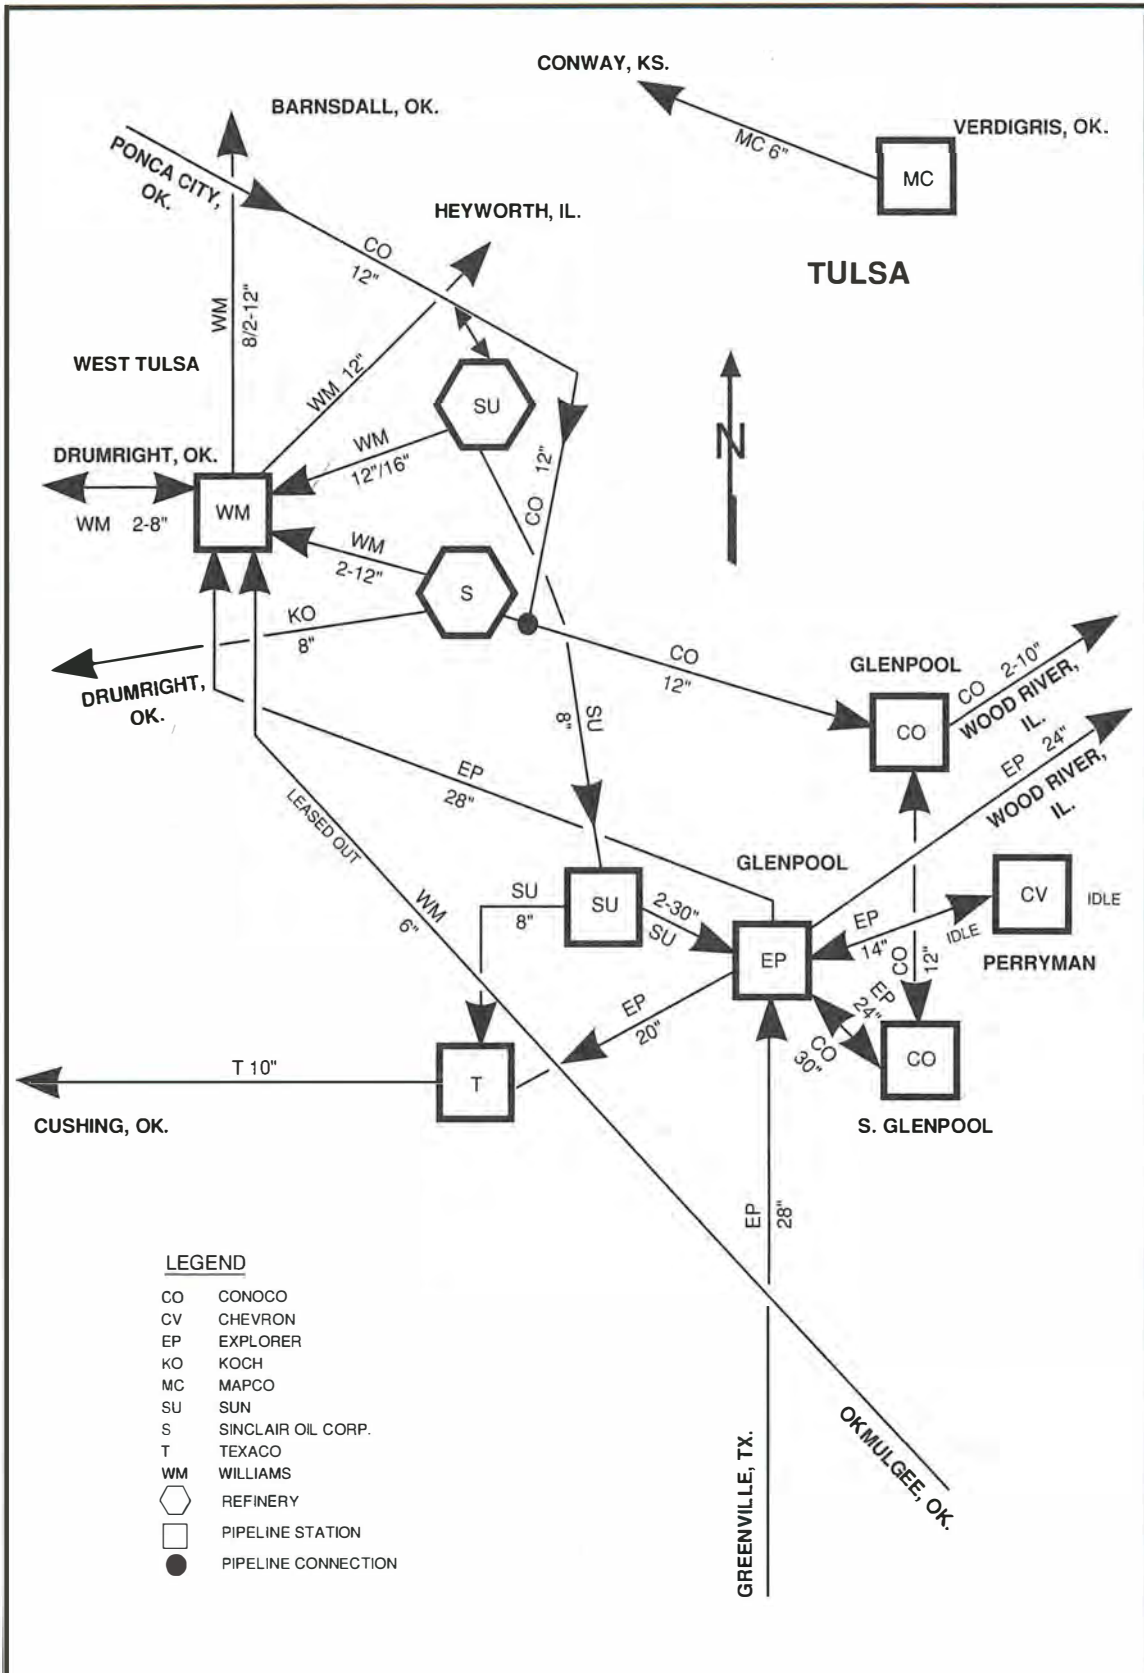 CONWAY, KS.
BARNSDALL, OK.
MC 6"
VERDIGRIS, OK.
MC
PONCA CITY,
OK.
HEYWORTH, IL.
CO
12"
TULSA
WM
8/2-12"
WEST TULSA
WM 12"
SU
N
DRUMRIGHT, OK.
WM
12"/16"
CO 12"
WM 2-8"
WM
WM
2-12"
S
KO
8"
DRUMRIGHT,
OK.
CO
12"
GLENPOOL
CO 2-10"
WOOD RIVER,
IL.
CO
SU
8"
EP 24"
WOOD RIVER,
IL.
EP
28"
LEASED OUT
WM
6"
GLENPOOL
SU
8"
SU
2-30"
SU
EP
EP
14"
IDLE
CV
IDLE
PERRYMAN
CO
12"
EP
24"
CO
30"
CO
S. GLENPOOL
EP
20"
T 10"
T
CUSHING, OK.
EP
28"
GREENVILLE, TX.
OKMULGEE, OK.
LEGEND
CO CONOCO
CV CHEVRON
EP EXPLORER
KO KOCH
MC MAPCO
SU SUN
S SINCLAIR OIL CORP.
T TEXACO
WM WILLIAMS
REFINERY
PIPELINE STATION
PIPELINE CONNECTION